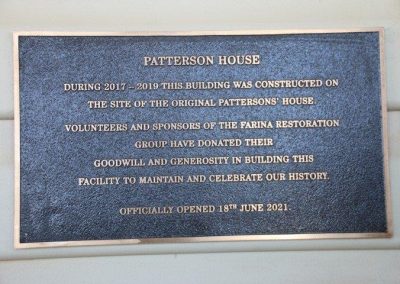 PATTERSON HOUSE
DURING 2017 – 2019 THIS BUILDING WAS CONSTRUCTED ON
THE SITE OF THE ORIGINAL PATTERSONS' HOUSE
VOLUNTEERS AND SPONSORS OF THE FARINA RESTORATION
GROUP HAVE DONATED THEIR
GOODWILL AND GENEROSITY IN BUILDING THIS
FACILITY TO MAINTAIN AND CELEBRATE OUR HISTORY.
OFFICIALLY OPENED 18TH JUNE 2021.